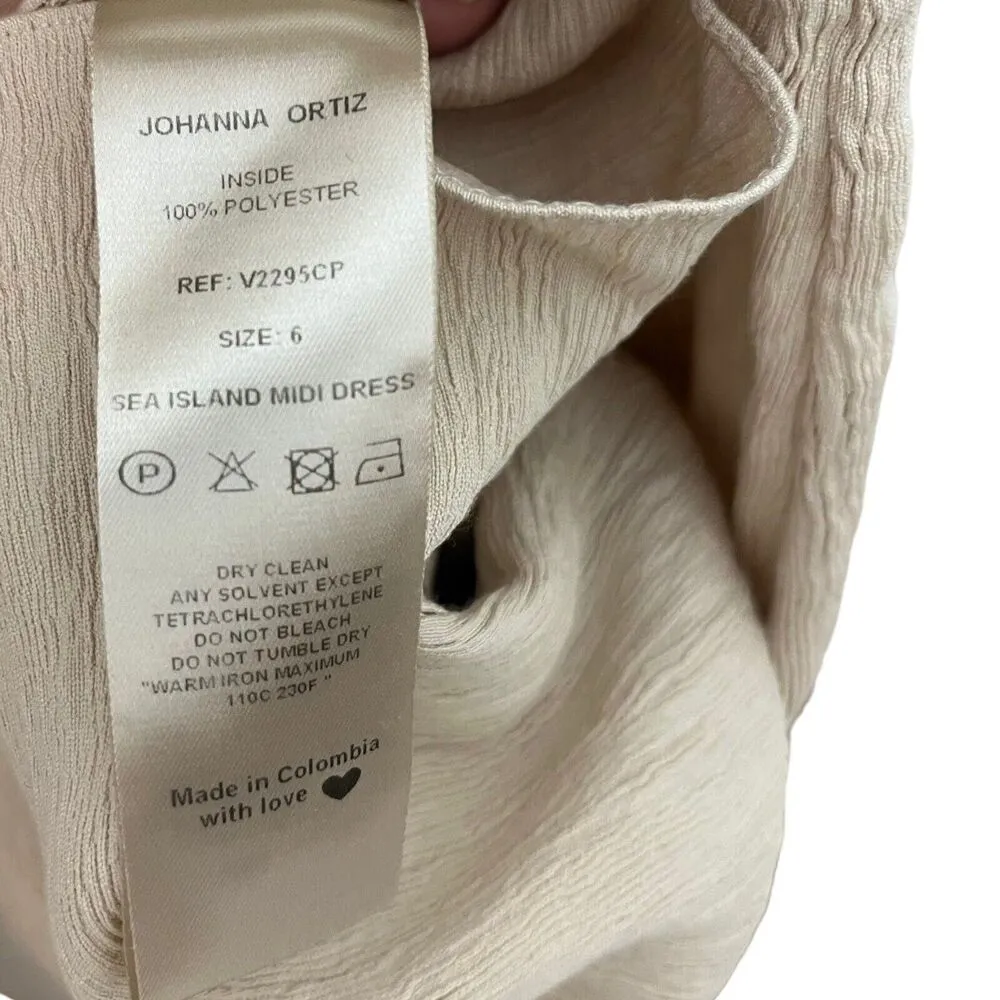 JOHANNA ORTIZ
INSIDE
100% POLYESTER
REF: V2295CP
SIZE: 6
SEA ISLAND MIDI DRESS
P
DRY CLEAN
ANY SOLVENT EXCEPT
TETRACHLORETHYLENE
DO NOT BLEACH
DO NOT TUMBLE DRY
"WARM IRON MAXIMUM
110C 230F "
Made in Colombia
with love